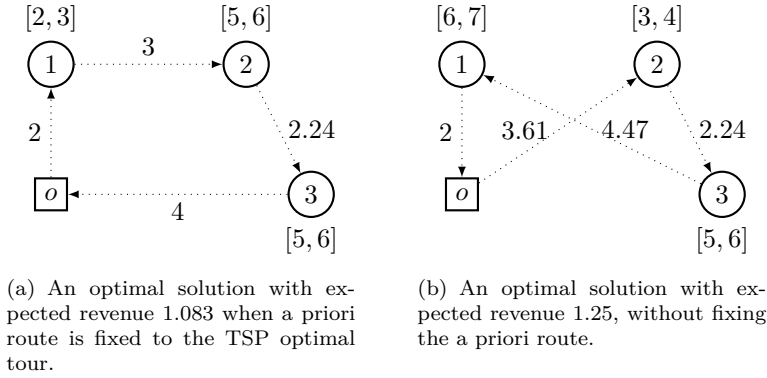 [2, 3]
[5, 6]
1
3
2
2
2.24
o
4
3
[5, 6]
(a) An optimal solution with ex-
pected revenue 1.083 when a priori
route is fixed to the TSP optimal
tour.
[6, 7]
[3, 4]
1
2
2
3.61
4.47
2.24
o
3
[5, 6]
(b) An optimal solution with ex-
pected revenue 1.25, without fixing
the a priori route.